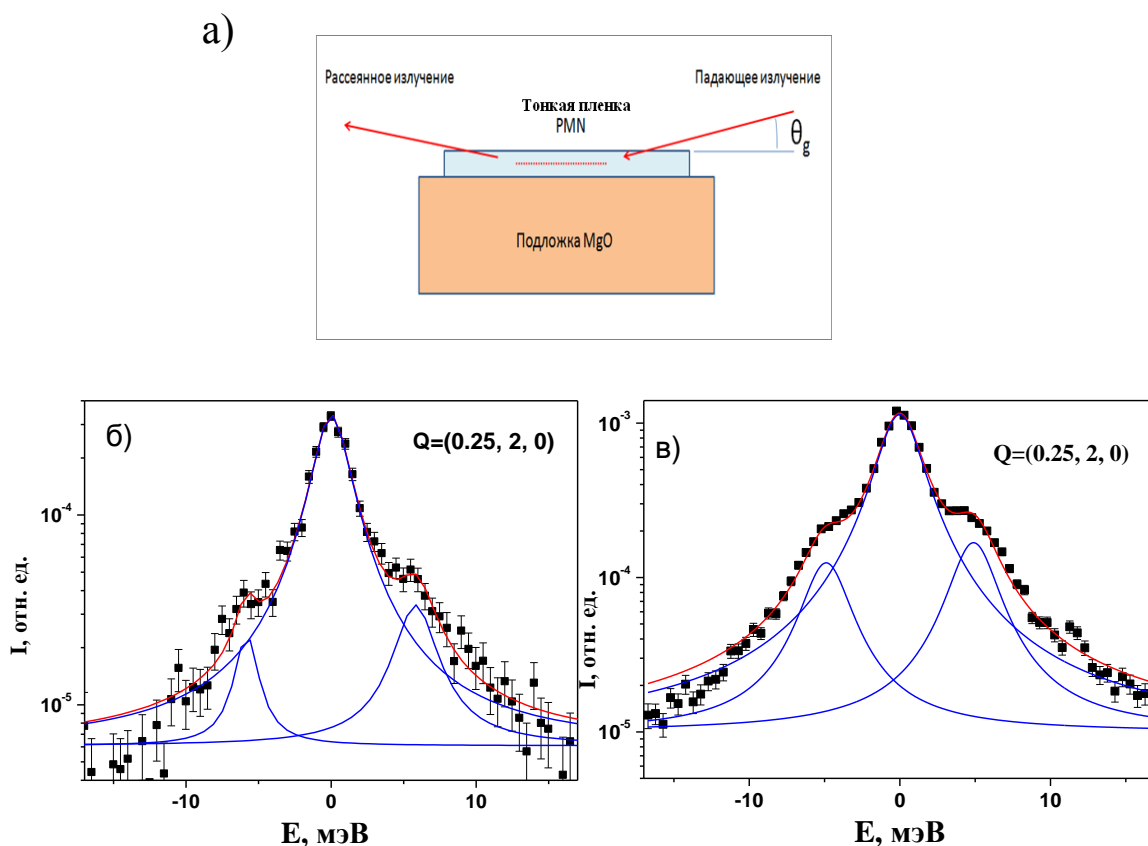 а)
Рассеянное излучение
Падающее излучение
Тонкая пленка
PMN
θg
Подложка MgO
б)
Q=(0.25, 2, 0)
10⁻⁴
10⁻⁵
I, отн. ед.
-10
0
10
E, мэВ
в)
Q=(0.25, 2, 0)
10⁻³
10⁻⁴
10⁻⁵
I, отн. ед.
-10
0
10
E, мэВ